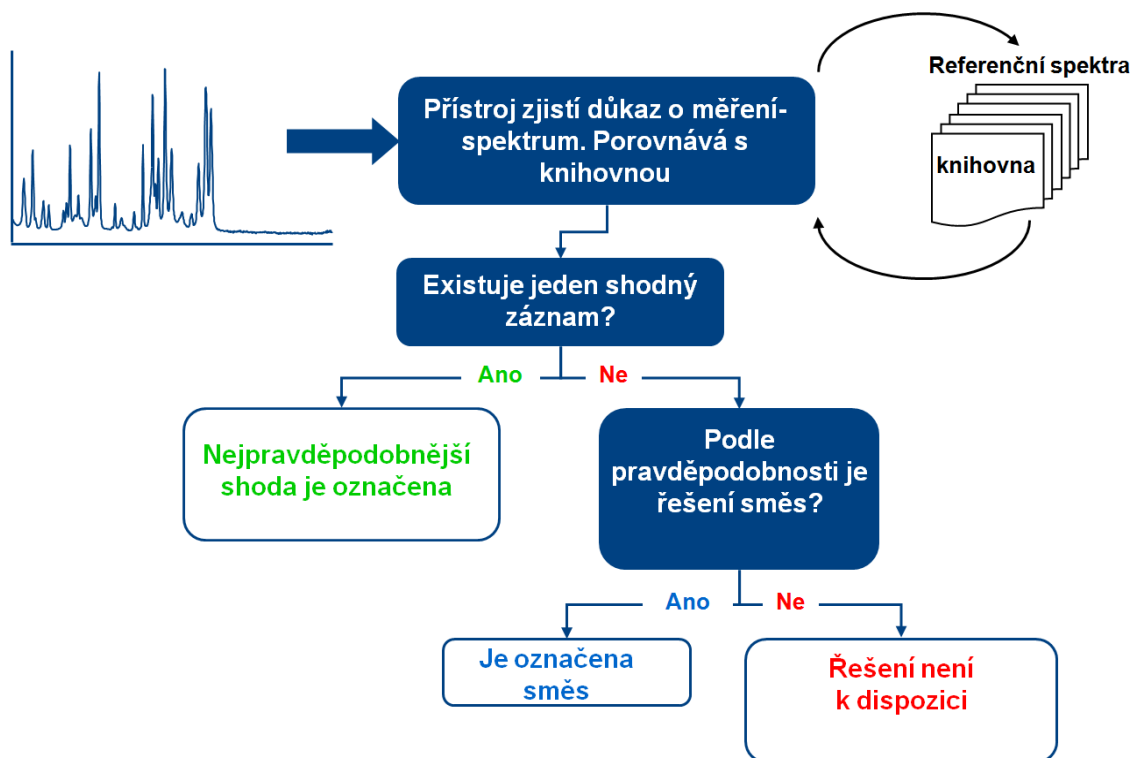 Referenční spektra
knihovna
Přístroj zjistí důkaz o měření-
spektrum. Porovnává s
knihovnou
Existuje jeden shodný
záznam?
Ano
Ne
Nejpravděpodobnější
shoda je označena
Podle
pravděpodobnosti je
řešení směs?
Ano
Ne
Je označena
směs
Řešení není
k dispozici